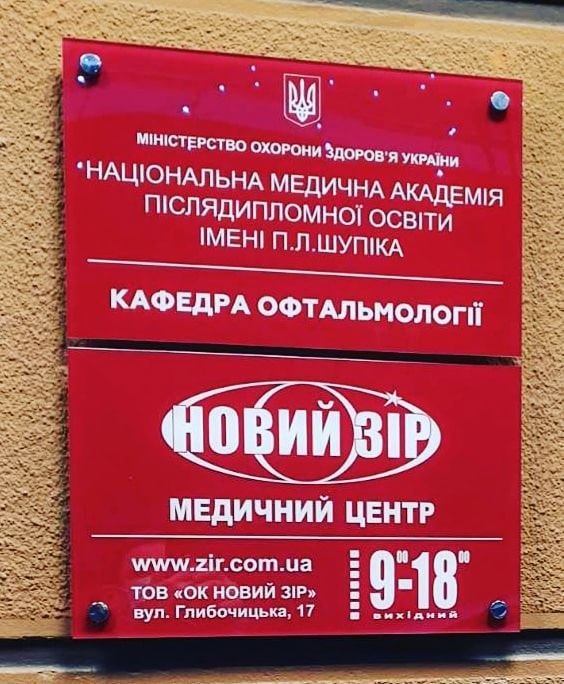 МІНІСТЕРСТВО ОХОРОНИ ЗДОРОВ'Я УКРАЇНИ
НАЦІОНАЛЬНА МЕДИЧНА АКАДЕМІЯ
ПІСЛЯДИПЛОМНОЇ ОСВІТИ
ІМЕНІ П.Л.ШУПІКА
КАФЕДРА ОФТАЛЬМОЛОГІЇ
НОВИЙ ЗІР
МЕДИЧНИЙ ЦЕНТР
www.zir.com.ua
ТОВ «ОК НОВИЙ ЗІР»
вул. Глибочицька, 17
9⁰⁰-18⁰⁰
вихідний